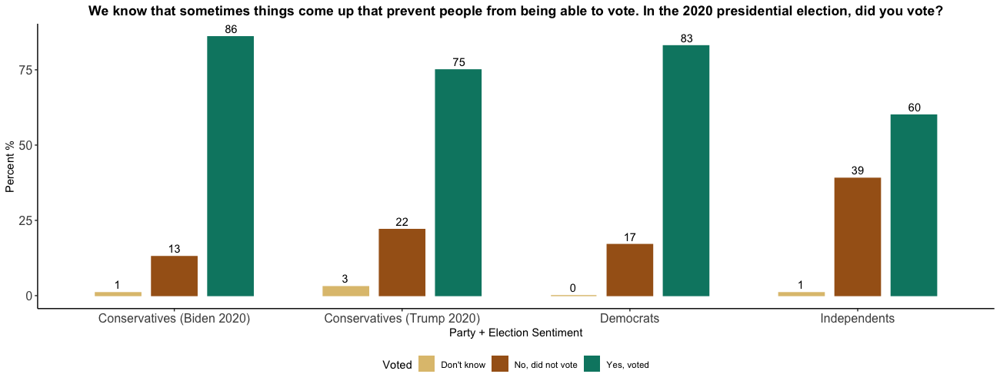 We know that sometimes things come up that prevent people from being able to vote. In the 2020 presidential election, did you vote?
Percent %
75
50
25
0
1
13
86
3
22
75
0
17
83
1
39
60
Conservatives (Biden 2020)
Conservatives (Trump 2020)
Democrats
Independents
Party + Election Sentiment
Voted
Don't know
No, did not vote
Yes, voted